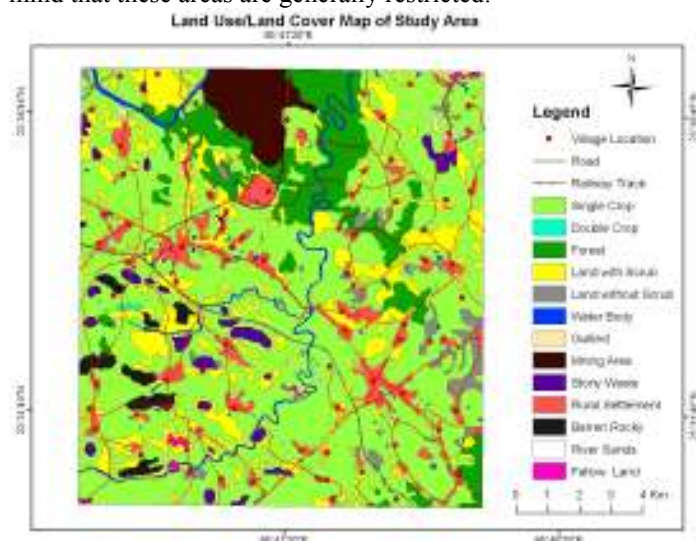 mind that these areas are generally restricted.
Land Use/Land Cover Map of Study Area
N
Legend
Village Location
Road
Railway Track
Single Crop
Double Crop
Forest
Land with Scrub
Land without Scrub
Water Body
Gullied
Mining Area
Stony Waste
Rural Settlement
Barren Rocky
River Sands
Fallow Land
0 1 2 3 4 Km